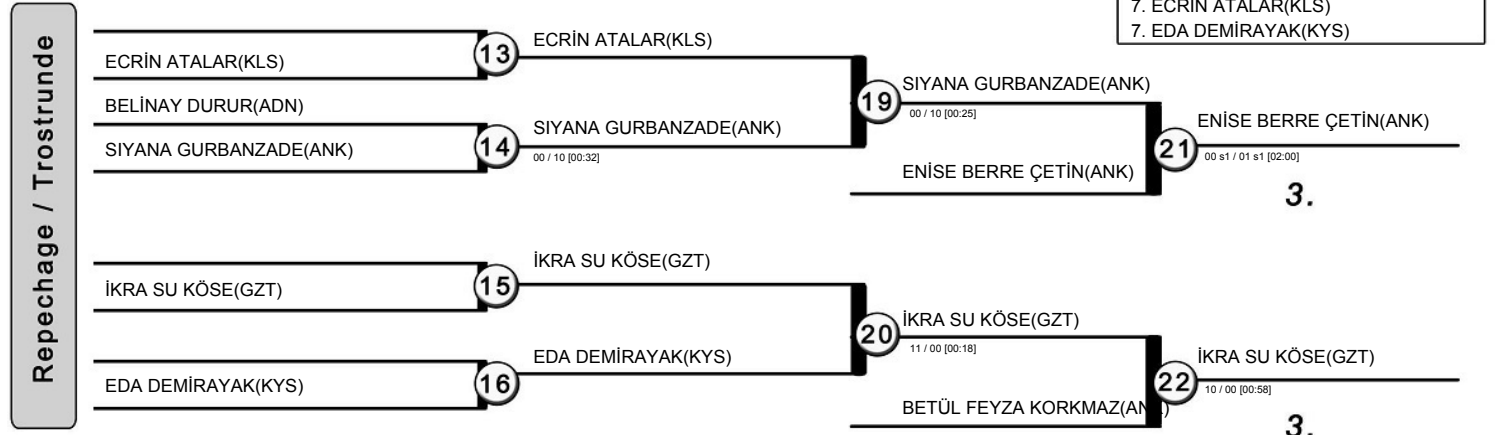 7. ECRİN ATALAR(KLS)
7. EDA DEMİRAYAK(KYS)
Repechage / Trostrunde
ECRİN ATALAR(KLS)
13
ECRİN ATALAR(KLS)
BELİNAY DURUR(ADN)
SIYANA GURBANZADE(ANK)
14
SIYANA GURBANZADE(ANK)
00 / 10 [00:32]
19
SIYANA GURBANZADE(ANK)
00 / 10 [00:25]
ENİSE BERRE ÇETİN(ANK)
21
ENİSE BERRE ÇETİN(ANK)
00 s1 / 01 s1 [02:00]
3.
İKRA SU KÖSE(GZT)
15
İKRA SU KÖSE(GZT)
EDA DEMİRAYAK(KYS)
16
EDA DEMİRAYAK(KYS)
20
İKRA SU KÖSE(GZT)
11 / 00 [00:18]
BETÜL FEYZA KORKMAZ(ANK)
22
İKRA SU KÖSE(GZT)
10 / 00 [00:58]
3.